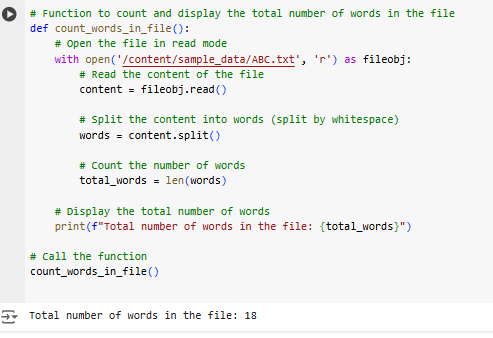 # Function to count and display the total number of words in the file
def count_words_in_file():
    # Open the file in read mode
    with open('/content/sample_data/ABC.txt', 'r') as fileobj:
        # Read the content of the file
        content = fileobj.read()

        # Split the content into words (split by whitespace)
        words = content.split()

        # Count the number of words
        total_words = len(words)

    # Display the total number of words
    print(f"Total number of words in the file: {total_words}")

# Call the function
count_words_in_file()

Total number of words in the file: 18